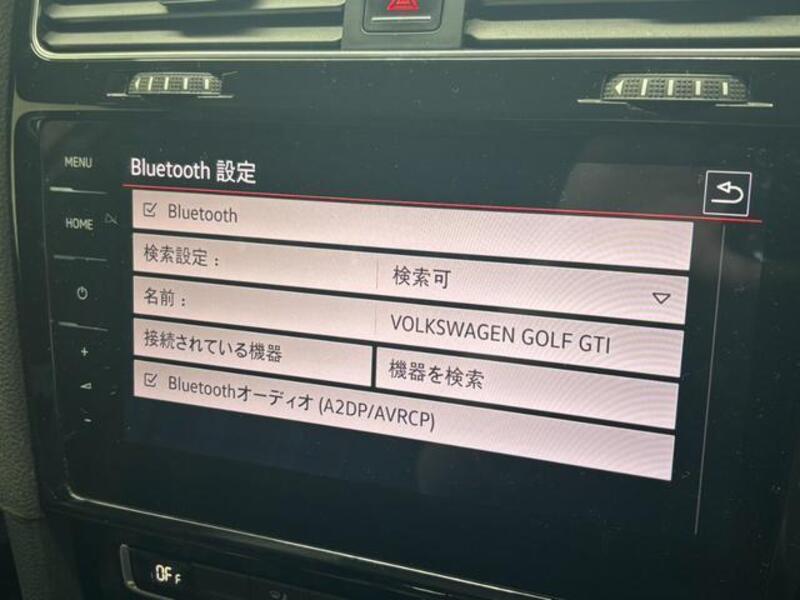 MENU
Bluetooth 設定
HOME
Bluetooth
検索設定： 検索可
名前： VOLKSWAGEN GOLF GTI
接続されている機器 機器を検索
Bluetoothオーディオ (A2DP/AVRCP)
+
-
OFF